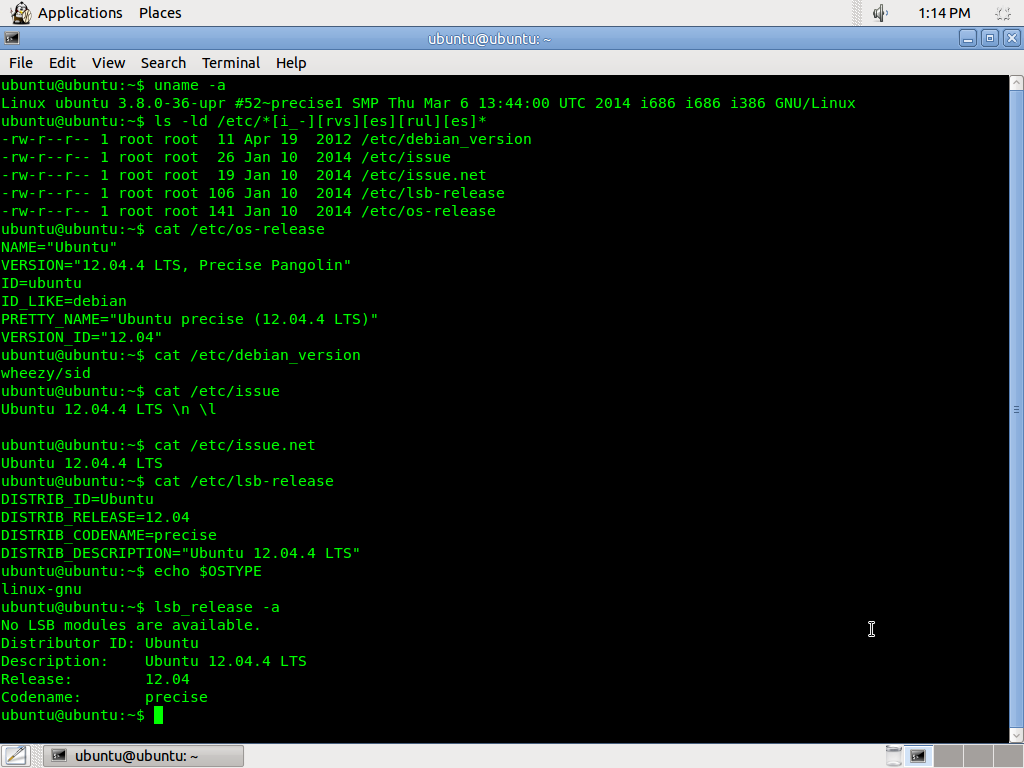 Applications Places 1:14 PM
ubuntu@ubuntu: ~
File Edit View Search Terminal Help
ubuntu@ubuntu:~$ uname -a
Linux ubuntu 3.8.0-36-upr #52~precise1 SMP Thu Mar 6 13:44:00 UTC 2014 i686 i686 i386 GNU/Linux
ubuntu@ubuntu:~$ ls -ld /etc/*[i_-][rvs][es][rul][es]*
-rw-r--r-- 1 root root  11 Apr 19  2012 /etc/debian_version
-rw-r--r-- 1 root root  26 Jan 10  2014 /etc/issue
-rw-r--r-- 1 root root  19 Jan 10  2014 /etc/issue.net
-rw-r--r-- 1 root root 106 Jan 10  2014 /etc/lsb-release
-rw-r--r-- 1 root root 141 Jan 10  2014 /etc/os-release
ubuntu@ubuntu:~$ cat /etc/os-release
NAME="Ubuntu"
VERSION="12.04.4 LTS, Precise Pangolin"
ID=ubuntu
ID_LIKE=debian
PRETTY_NAME="Ubuntu precise (12.04.4 LTS)"
VERSION_ID="12.04"
ubuntu@ubuntu:~$ cat /etc/debian_version
wheezy/sid
ubuntu@ubuntu:~$ cat /etc/issue
Ubuntu 12.04.4 LTS \n \l

ubuntu@ubuntu:~$ cat /etc/issue.net
Ubuntu 12.04.4 LTS
ubuntu@ubuntu:~$ cat /etc/lsb-release
DISTRIB_ID=Ubuntu
DISTRIB_RELEASE=12.04
DISTRIB_CODENAME=precise
DISTRIB_DESCRIPTION="Ubuntu 12.04.4 LTS"
ubuntu@ubuntu:~$ echo $OSTYPE
linux-gnu
ubuntu@ubuntu:~$ lsb_release -a
No LSB modules are available.
Distributor ID: Ubuntu
Description:    Ubuntu 12.04.4 LTS
Release:        12.04
Codename:       precise
ubuntu@ubuntu:~$
ubuntu@ubuntu: ~